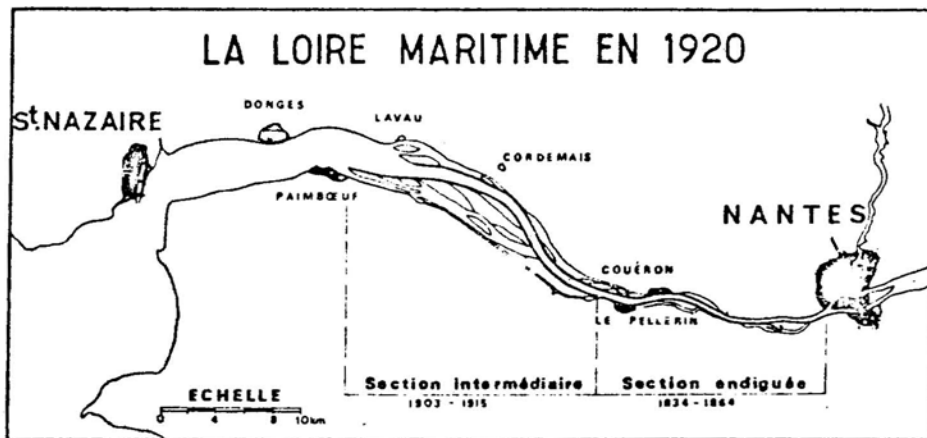 LA LOIRE MARITIME EN 1920
DONGES
St. NAZAIRE
LAVAU
CORDEMAIS
PAIMBŒUF
NANTES
COUËRON
LE PELLERIN
Section intermédiaire
1903 - 1915
Section endiguée
1834 - 1864
ECHELLE
0 4 8 10km